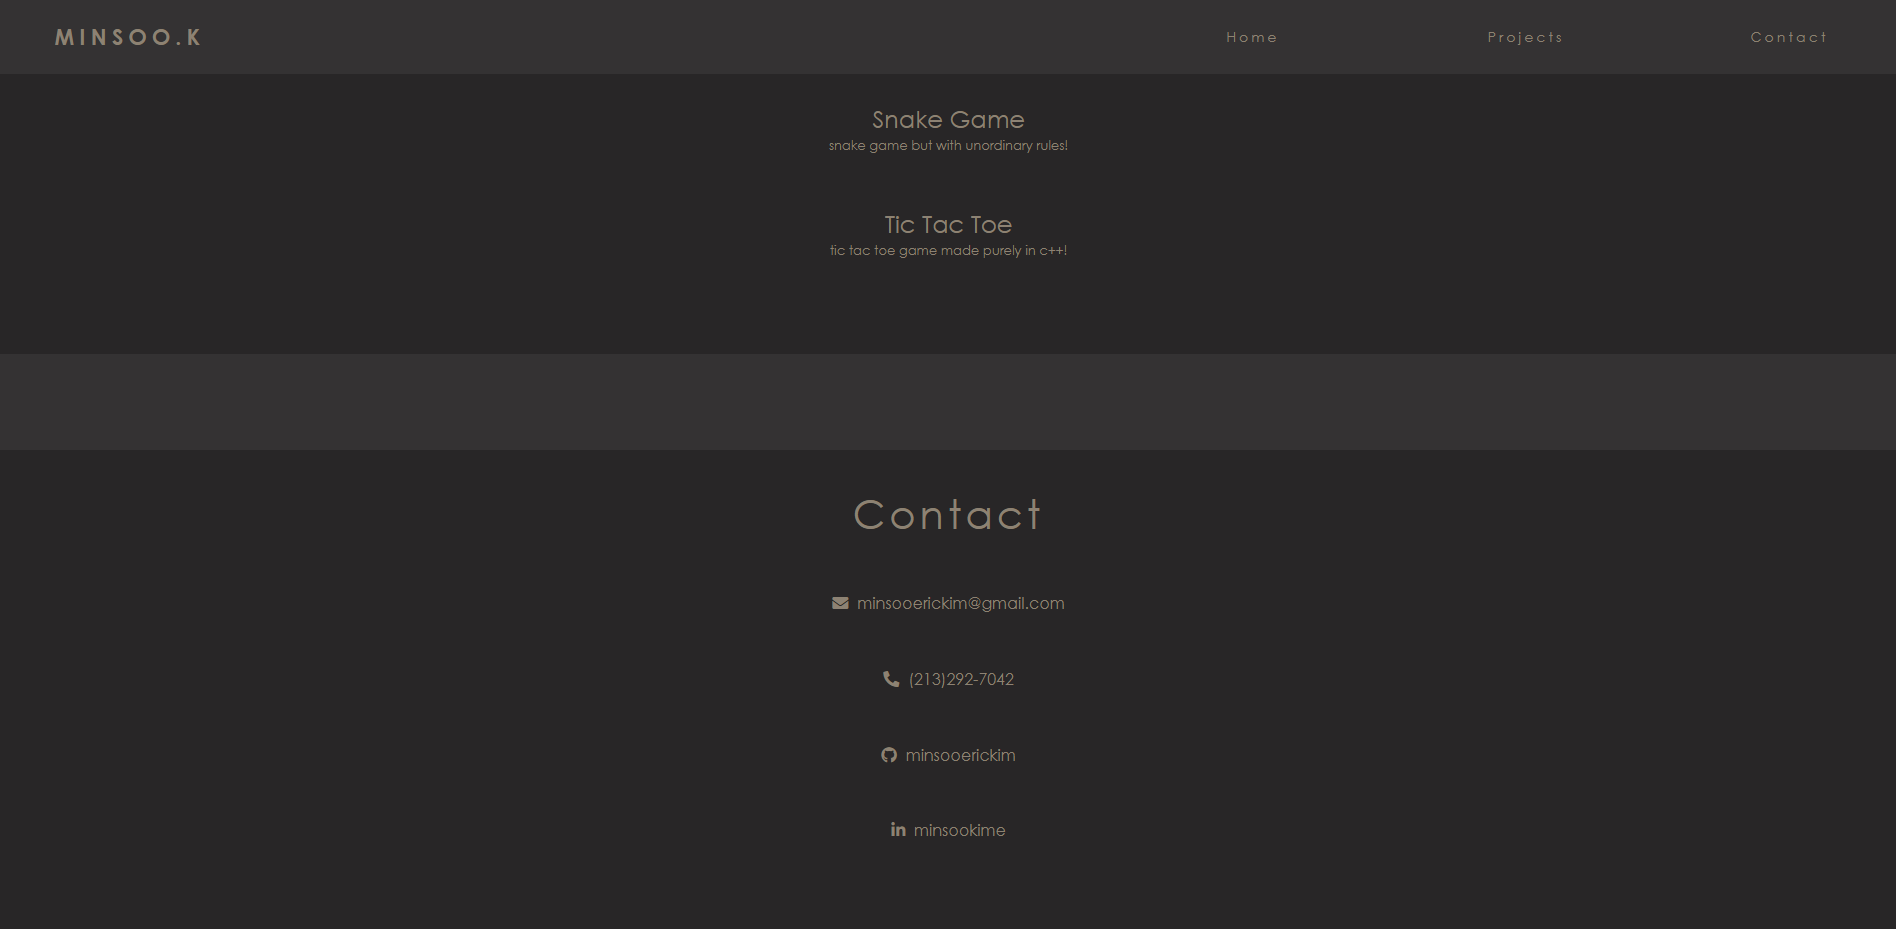 MINSOO.K
Home
Projects
Contact
Snake Game
snake game but with unordinary rules!
Tic Tac Toe
tic tac toe game made purely in c++!
Contact
minsooerickim@gmail.com
(213)292-7042
minsooerickim
in minsookime